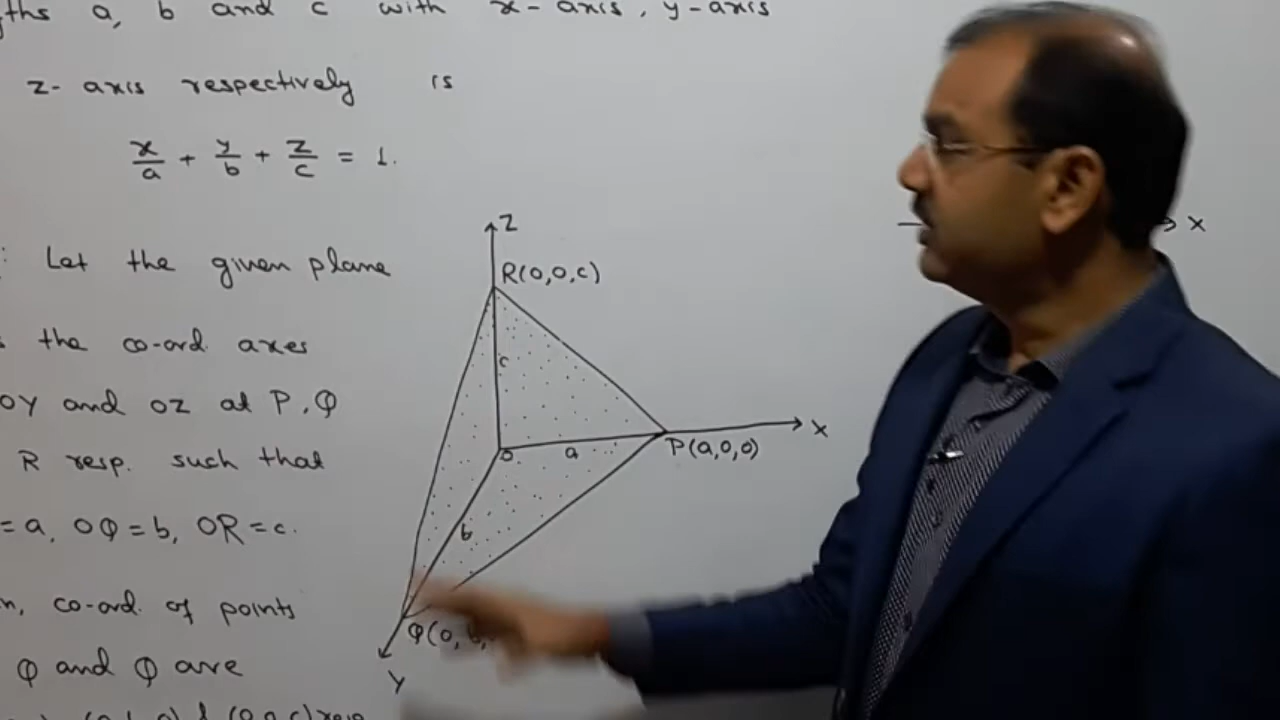 a, b and c with x-axis, y-axis
z-axis respectively is
x/a + y/b + z/c = 1.
Let the given plane
the co-ord. axes
OY and OZ at P, Q
R resp. such that
= a, OQ = b, OR = c.
co-ord. of points
Q and Q are
Z
R(0,0,c)
c
O
a
P(a,0,0)
X
b
Q(0,
Y
X